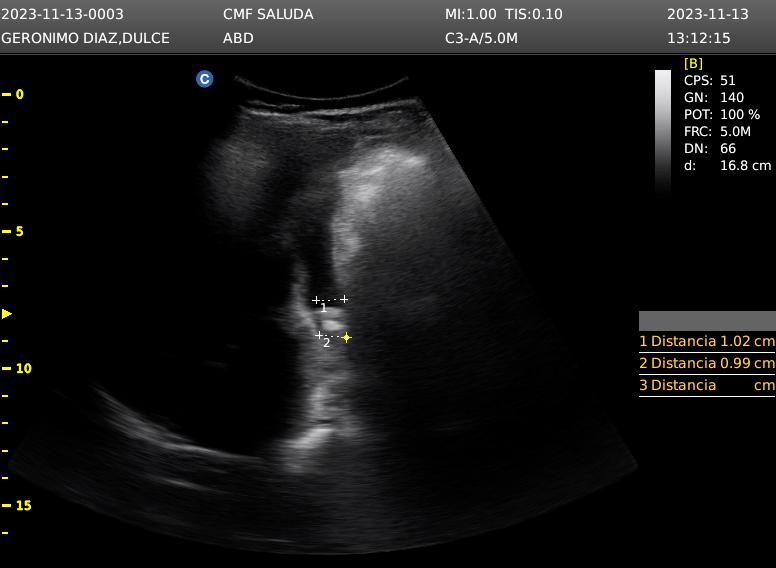 2023-11-13-0003 CMF SALUDA MI:1.00 TIS:0.10 2023-11-13
GERONIMO DIAZ,DULCE ABD C3-A/5.0M 13:12:15
C
[B]
CPS: 51
GN: 140
POT: 100 %
FRC: 5.0M
DN: 66
d: 16.8 cm
0
5
10
15
1
2
1 Distancia 1.02 cm
2 Distancia 0.99 cm
3 Distancia cm